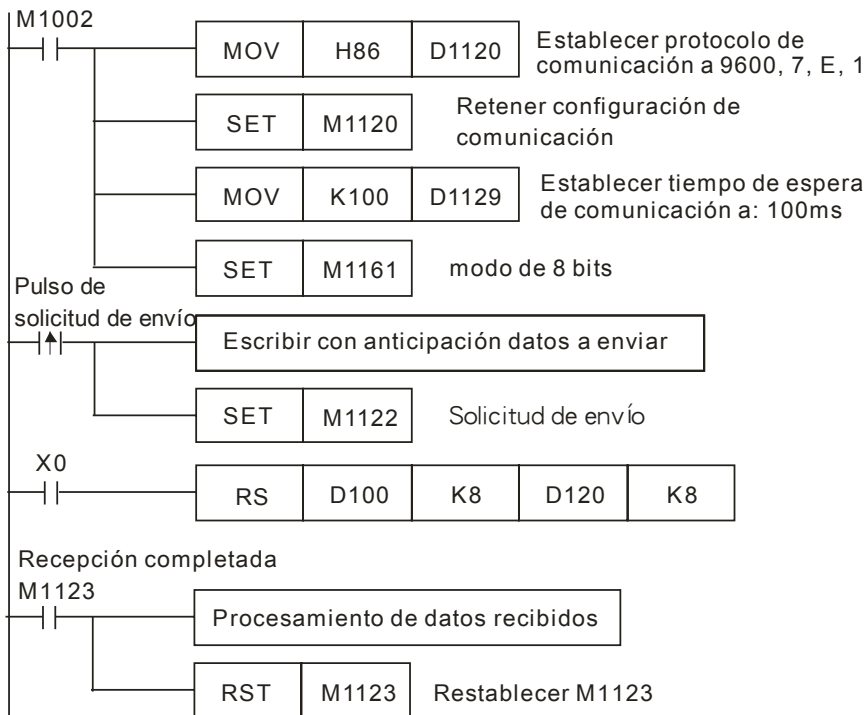 M1002
MOV H86 D1120 Establecer protocolo de
comunicación a 9600, 7, E, 1
SET M1120 Retener configuración de
comunicación
MOV K100 D1129 Establecer tiempo de espera
de comunicación a: 100ms
SET M1161 modo de 8 bits
Pulso de
solicitud de envío
Escribir con anticipación datos a enviar
SET M1122 Solicitud de envío
X0
RS D100 K8 D120 K8
Recepción completada
M1123
Procesamiento de datos recibidos
RST M1123 Restablecer M1123